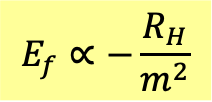 E_f ∝ − R_H / m²